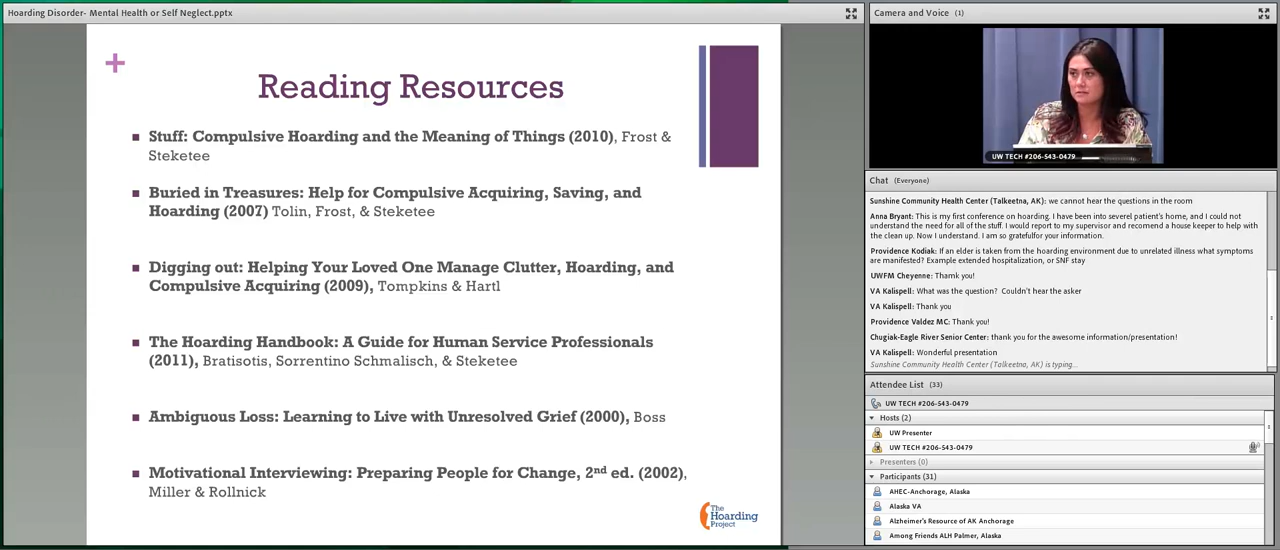 Hoarding Disorder- Mental Health or Self Neglect.pptx
+
Reading Resources
Stuff: Compulsive Hoarding and the Meaning of Things (2010), Frost &
Steketee
Buried in Treasures: Help for Compulsive Acquiring, Saving, and
Hoarding (2007) Tolin, Frost, & Steketee
Digging out: Helping Your Loved One Manage Clutter, Hoarding, and
Compulsive Acquiring (2009), Tompkins & Hartl
The Hoarding Handbook: A Guide for Human Service Professionals
(2011), Bratisotis, Sorrentino Schmalisch, & Steketee
Ambiguous Loss: Learning to Live with Unresolved Grief (2000), Boss
Motivational Interviewing: Preparing People for Change, 2nd ed. (2002),
Miller & Rollnick
The
Hoarding
Project
Camera and Voice (1)
UW TECH #206-543-0479
Chat (Everyone)
Sunshine Community Health Center (Talkeetna, AK): we cannot hear the questions in the room
Anna Bryant: This is my first conference on hoarding. I have been into severel patient's home, and I could not
understand the need for all of the stuff. I would report to my supervisor and recomend a house keeper to help with
the clean up. Now I understand. I am so gratefulfor your information.
Providence Kodiak: If an elder is taken from the hoarding environment due to unrelated illness what symptoms
are manifested? Example extended hospitalization, or SNF stay
UWFM Cheyenne: Thank you!
VA Kalispell: What was the question? Couldn't hear the asker
VA Kalispell: Thank you
Providence Valdez MC: Thank you!
Chugiak-Eagle River Senior Center: thank you for the awesome information/presentation!
VA Kalispell: Wonderful presentation
Sunshine Community Health Center (Talkeetna, AK) is typing...
Attendee List (33)
UW TECH #206-543-0479
Hosts (2)
UW Presenter
UW TECH #206-543-0479
Presenters (0)
Participants (31)
AHEC-Anchorage, Alaska
Alaska VA
Alzheimer's Resource of AK Anchorage
Among Friends ALH Palmer, Alaska